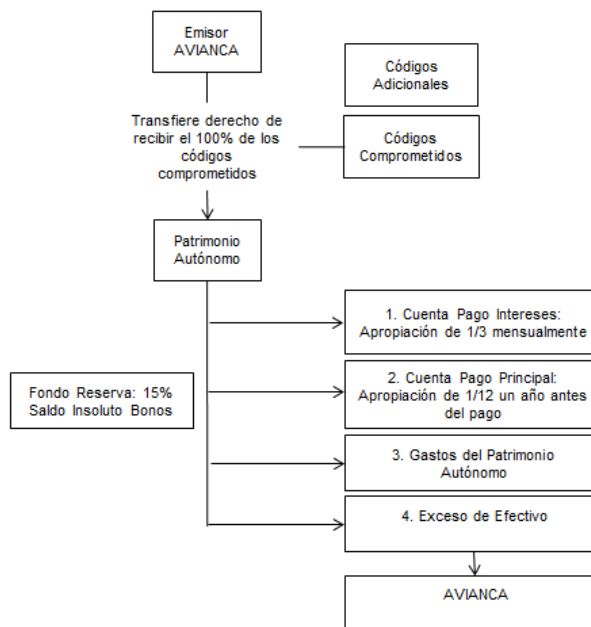 Emisor
AVIANCA
Códigos
Adicionales
Transfiere derecho de
recibir el 100% de los
códigos
comprometidos
Códigos
Comprometidos
Patrimonio
Autónomo
1. Cuenta Pago Intereses:
Apropiación de 1/3 mensualmente
Fondo Reserva: 15%
Saldo Insoluto Bonos
2. Cuenta Pago Principal:
Apropiación de 1/12 un año antes
del pago
3. Gastos del Patrimonio
Autónomo
4. Exceso de Efectivo
AVIANCA